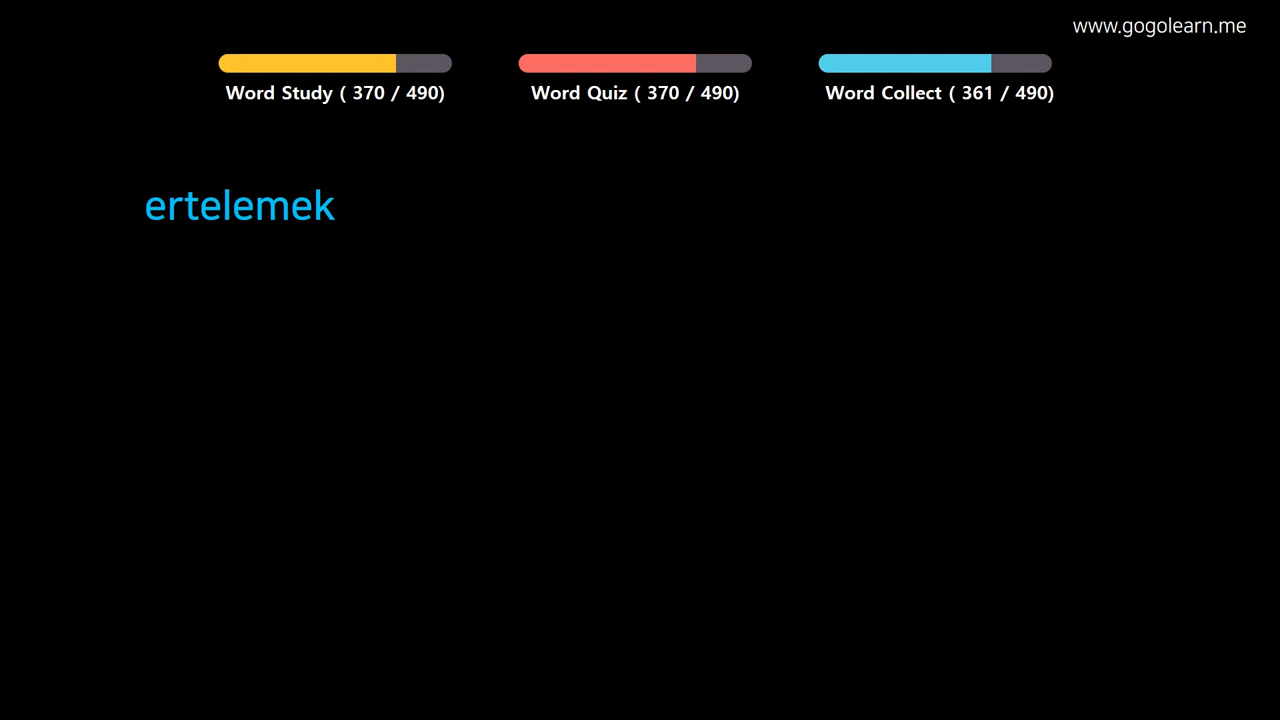 www.gogolearn.me
Word Study ( 370 / 490)
Word Quiz ( 370 / 490)
Word Collect ( 361 / 490)
ertelemek